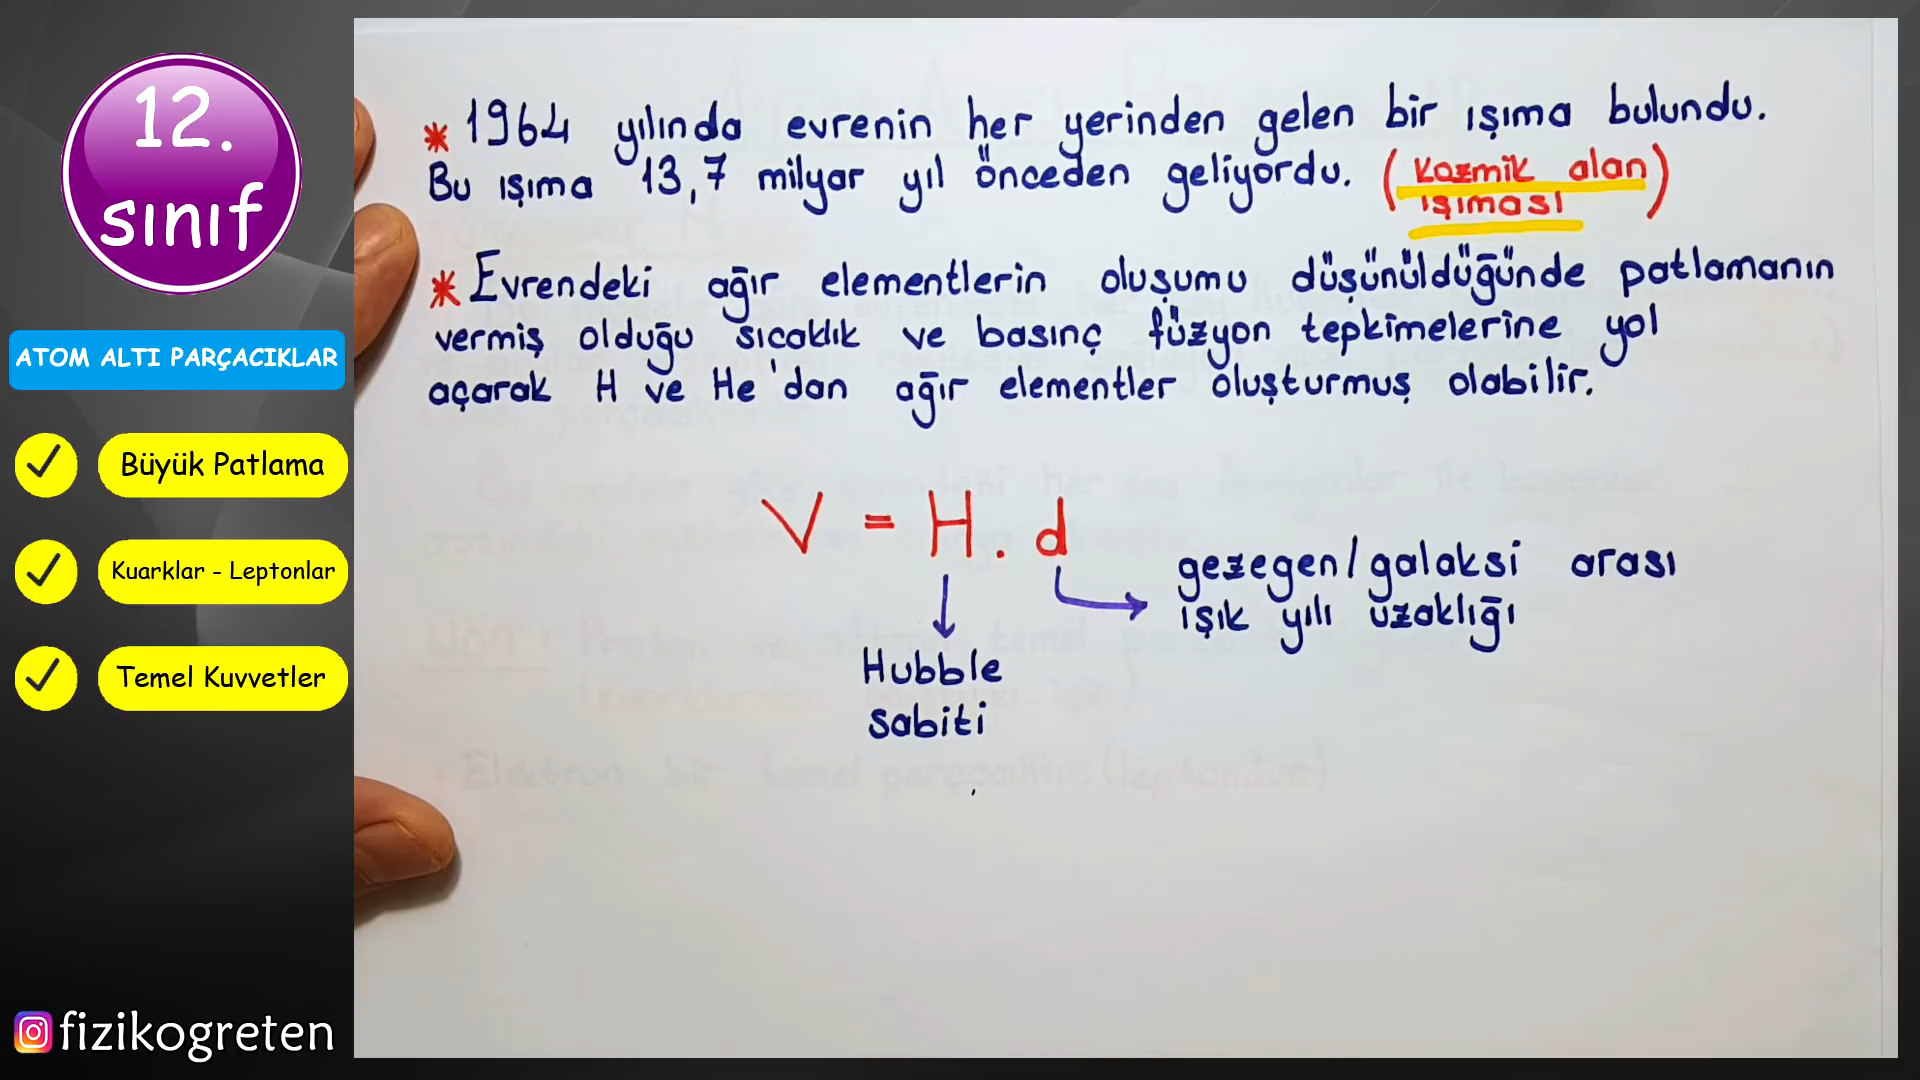 12.
sınıf
ATOM ALTI PARÇACIKLAR
Büyük Patlama
Kuarklar - Leptonlar
Temel Kuvvetler
fizikogreten
* 1964 yılında evrenin her yerinden gelen bir ışıma bulundu.
Bu ışıma 13,7 milyar yıl önceden geliyordu. (Kozmik alan
ışıması)
* Evrendeki ağır elementlerin oluşumu düşünüldüğünde patlamanın
vermiş olduğu sıcaklık ve basınç füzyon tepkimelerine yol
açarak H ve He'dan ağır elementler oluşturmuş olabilir.
V = H . d
gezegen/galaksi arası
ışık yılı uzaklığı
Hubble
sabiti